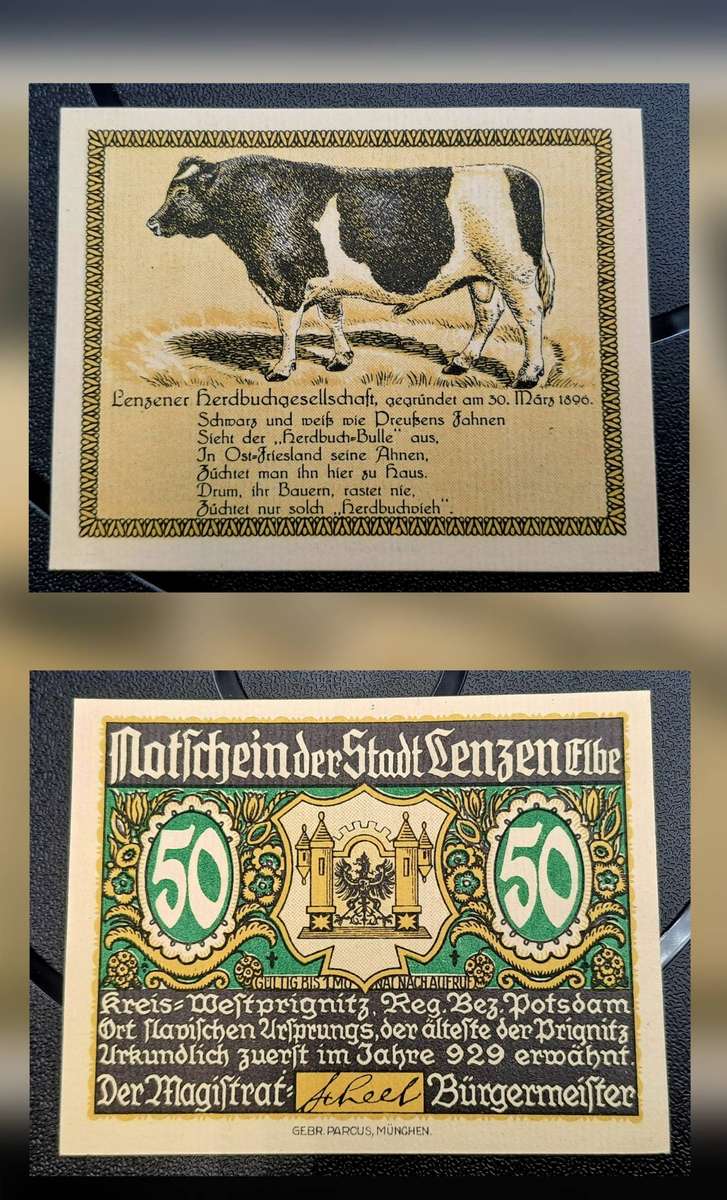 Lenzener Herdbuchgesellschaft, gegründet am 30. März 1896.
Schwarz und weiß wie Preußens Fahnen
Sieht der „Herdbuch=Bulle“ aus,
In Ost=Friesland seine Ahnen,
Züchtet man ihn hier zu Haus.
Drum, ihr Bauern, rastet nie,
Züchtet nur solch „Herdbuchvieh“.
Notschein der Stadt Lenzen Elbe
50 50
GÜLTIG BIS 1 MONAT NACH AUFRUF
Kreis=Westprignitz, Reg. Bez. Potsdam
Ort slavischen Ursprungs, der älteste der Prignitz
Urkundlich zuerst im Jahre 929 erwähnt.
Der Magistrat: Scheel Bürgermeister
GEBR. PARCUS, MÜNCHEN.